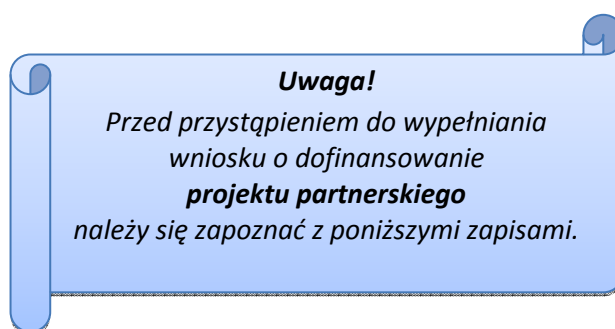 Uwaga!
Przed przystąpieniem do wypełniania
wniosku o dofinansowanie
projektu partnerskiego
należy się zapoznać z poniższymi zapisami.